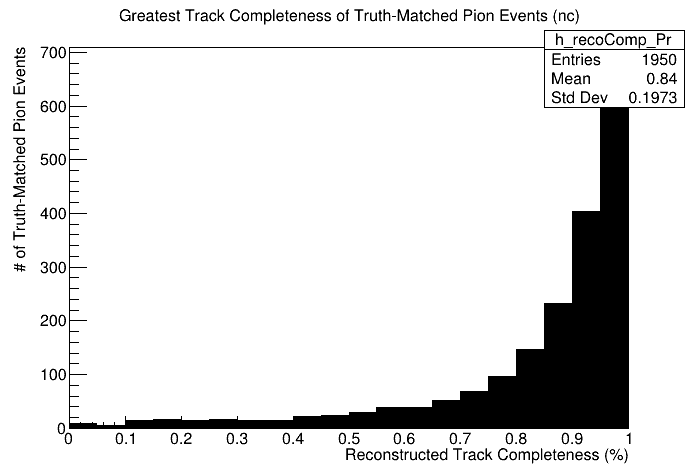 Greatest Track Completeness of Truth-Matched Pion Events (nc)
h_recoComp_Pr
Entries 1950
Mean 0.84
Std Dev 0.1973
# of Truth-Matched Pion Events
700
600
500
400
300
200
100
0
0 0.1 0.2 0.3 0.4 0.5 0.6 0.7 0.8 0.9 1
Reconstructed Track Completeness (%)